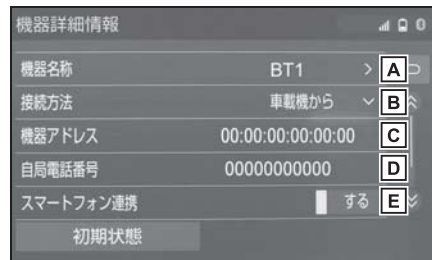 機器詳細情報 0
機器名称 BT1 > A
接続方法 車載機から B
機器アドレス 00:00:00:00:00:00 C
自局電話番号 00000000000 D
スマートフォン連携 する E
初期状態